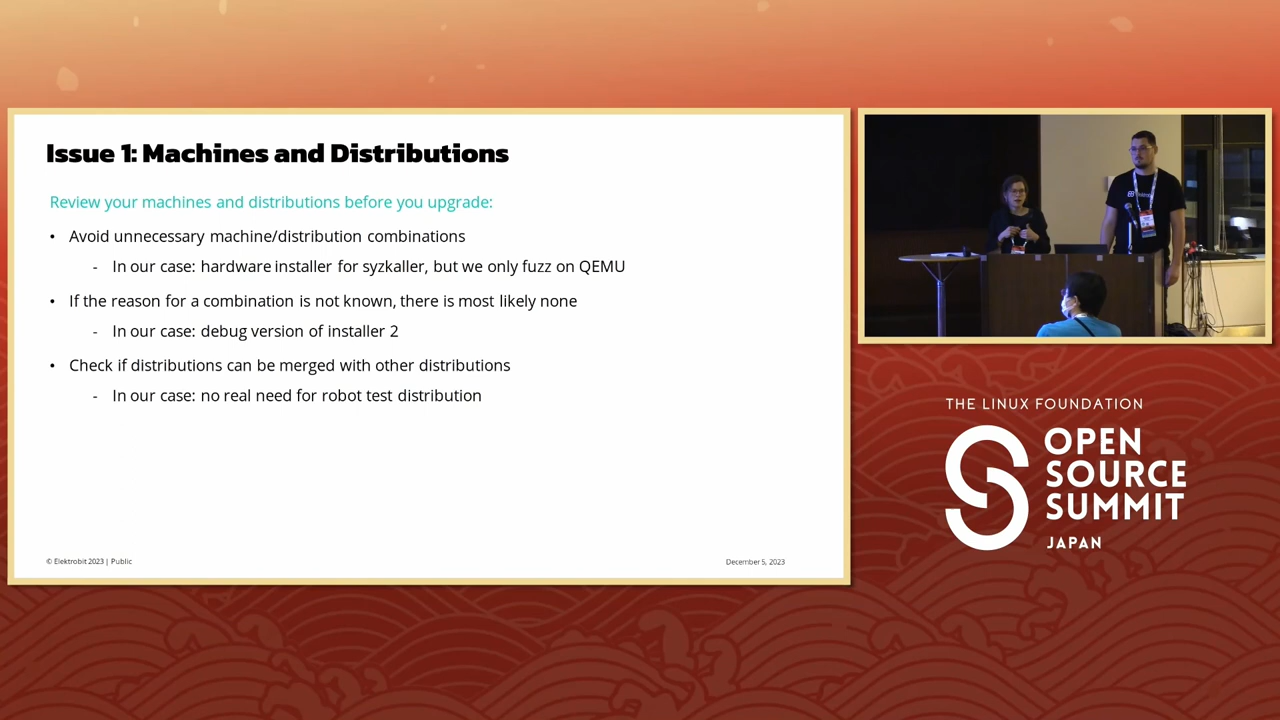 Issue 1: Machines and Distributions
Review your machines and distributions before you upgrade:
• Avoid unnecessary machine/distribution combinations
- In our case: hardware installer for syzkaller, but we only fuzz on QEMU
• If the reason for a combination is not known, there is most likely none
- In our case: debug version of installer 2
• Check if distributions can be merged with other distributions
- In our case: no real need for robot test distribution
© Elektrobit 2023 | Public
December 5, 2023
THE LINUX FOUNDATION
OPEN
SOURCE
SUMMIT
JAPAN